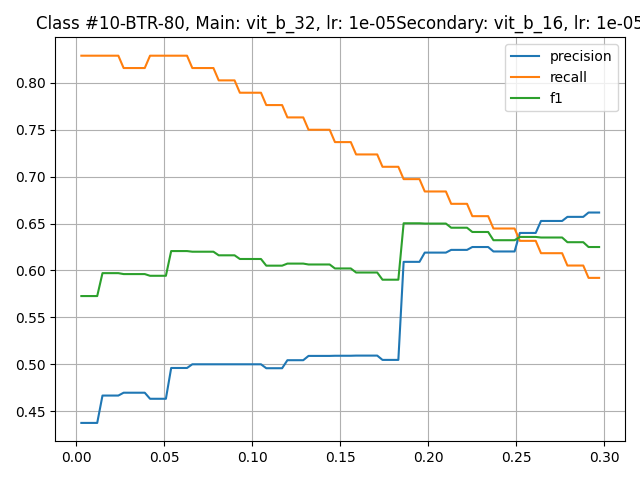 Class #10-BTR-80, Main: vit_b_32, lr: 1e-05Secondary: vit_b_16, lr: 1e-05
precision
recall
f1
0.80
0.75
0.70
0.65
0.60
0.55
0.50
0.45
0.00 0.05 0.10 0.15 0.20 0.25 0.30